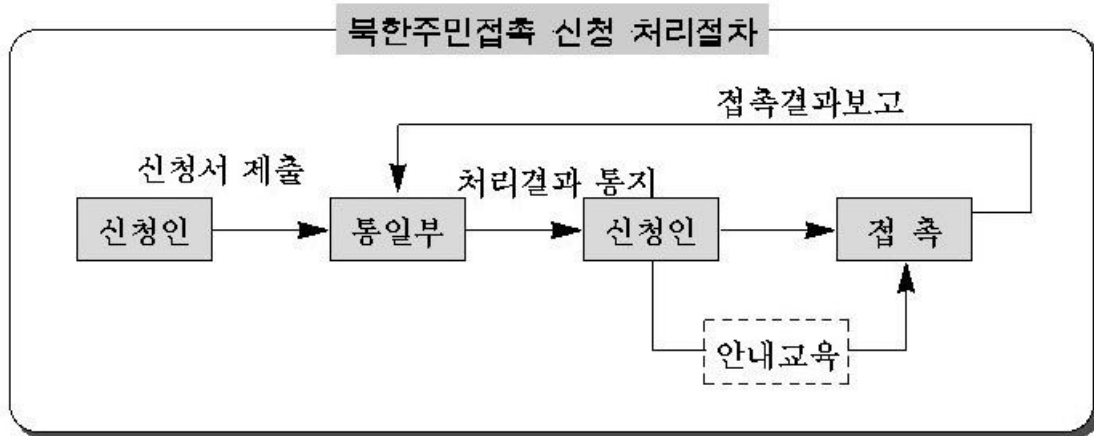 북한주민접촉 신청 처리절차
접촉결과보고
신청서 제출
처리결과 통지
신청인
통일부
신청인
접 촉
안내교육